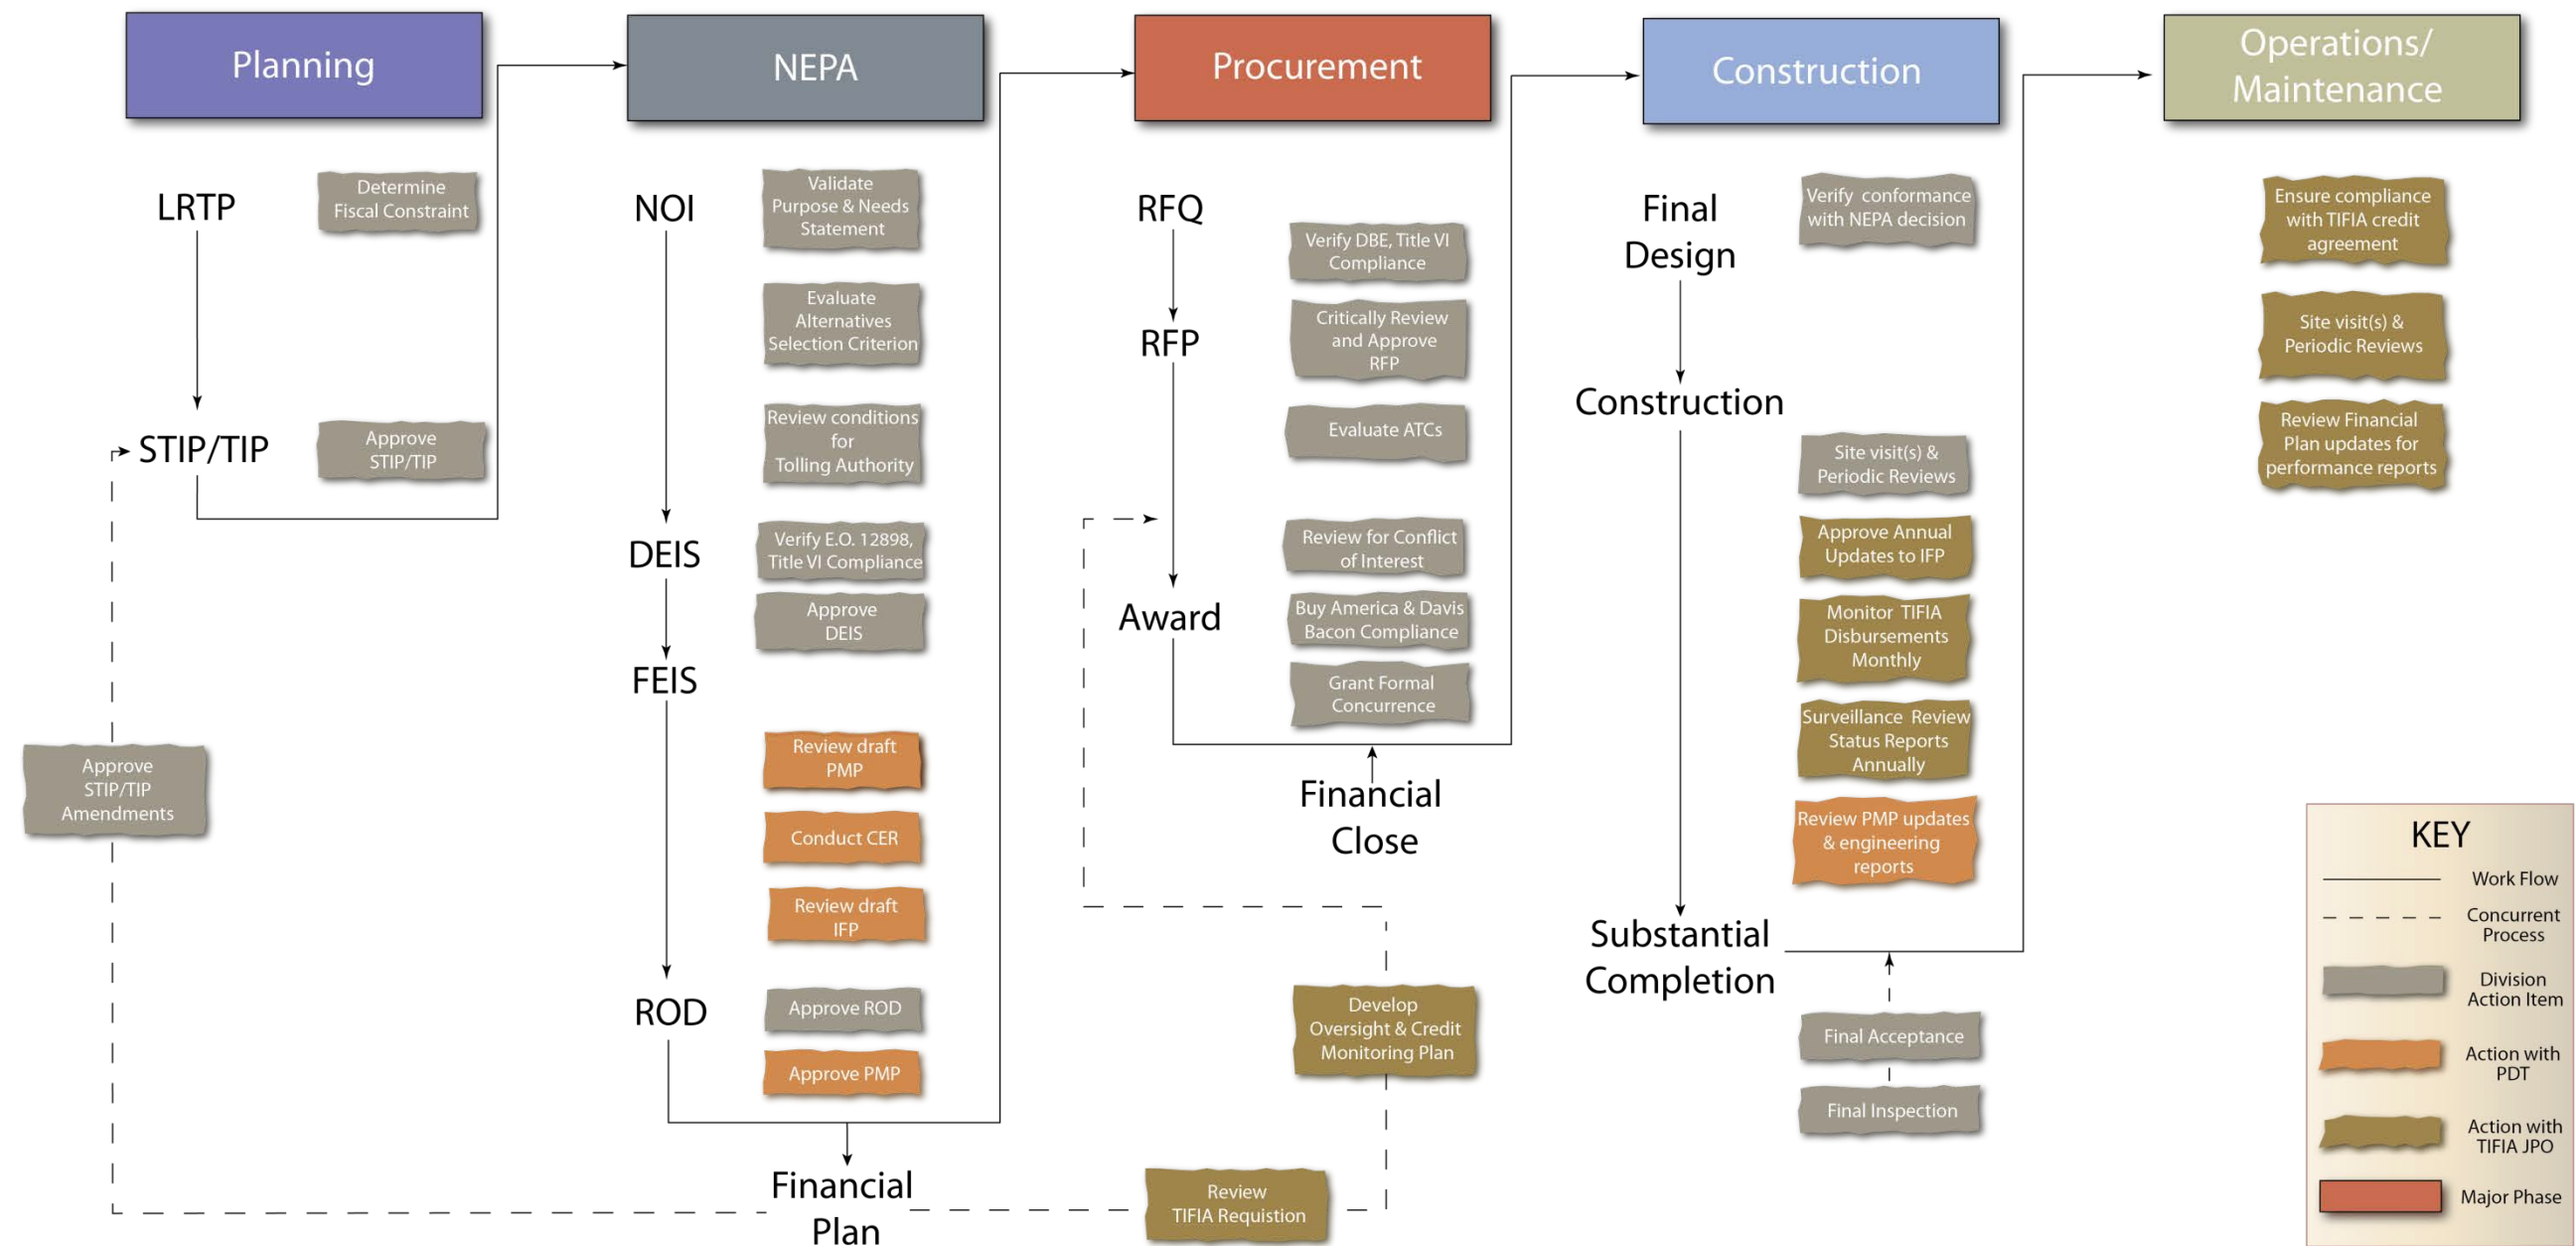 Planning
NEPA
Procurement
Construction
Operations/
Maintenance
LRTP
Determine
Fiscal Constraint
STIP/TIP
Approve
STIP/TIP
Approve
STIP/TIP
Amendments
NOI
Validate
Purpose & Needs
Statement
Evaluate
Alternatives
Selection Criterion
Review conditions
for
Tolling Authority
DEIS
Verify E.O. 12898,
Title VI Compliance
Approve
DEIS
FEIS
Review draft
PMP
Conduct CER
Review draft
IFP
ROD
Approve ROD
Approve PMP
Financial
Plan
Review
TIFIA Requistion
Develop
Oversight & Credit
Monitoring Plan
RFQ
Verify DBE, Title VI
Compliance
RFP
Critically Review
and Approve
RFP
Evaluate ATCs
Review for Conflict
of Interest
Award
Buy America & Davis
Bacon Compliance
Grant Formal
Concurrence
Financial
Close
Final
Design
Verify conformance
with NEPA decision
Construction
Site visit(s) &
Periodic Reviews
Approve Annual
Updates to IFP
Monitor TIFIA
Disbursements
Monthly
Surveillance Review
Status Reports
Annually
Review PMP updates
& engineering
reports
Substantial
Completion
Final Acceptance
Final Inspection
Ensure compliance
with TIFIA credit
agreement
Site visit(s) &
Periodic Reviews
Review Financial
Plan updates for
performance reports
KEY
Work Flow
Concurrent
Process
Division
Action Item
Action with
PDT
Action with
TIFIA JPO
Major Phase